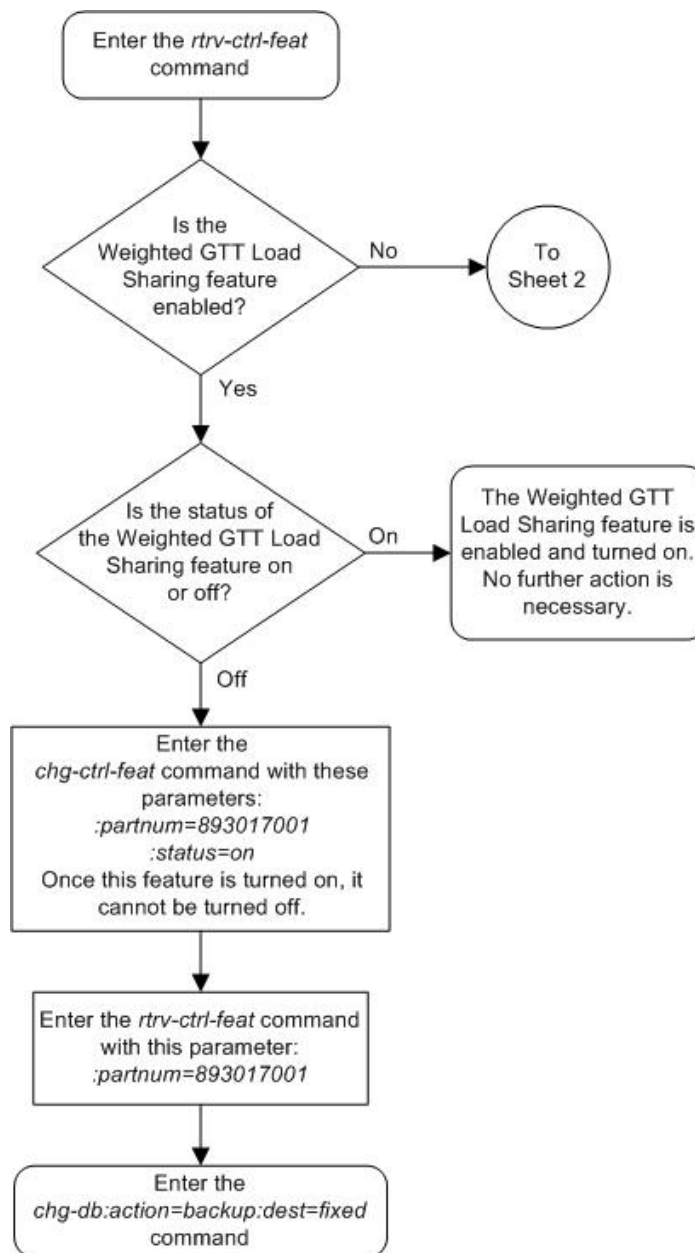 Enter the rtrv-ctrl-feat
command
Is the
Weighted GTT Load
Sharing feature
enabled?
No
To
Sheet 2
Yes
Is the status of
the Weighted GTT Load
Sharing feature on
or off?
On
The Weighted GTT
Load Sharing feature is
enabled and turned on.
No further action is
necessary.
Off
Enter the
chg-ctrl-feat command with these
parameters:
:partnum=893017001
:status=on
Once this feature is turned on, it
cannot be turned off.
Enter the rtrv-ctrl-feat command
with this parameter:
:partnum=893017001
Enter the
chg-db:action=backup:dest=fixed
command